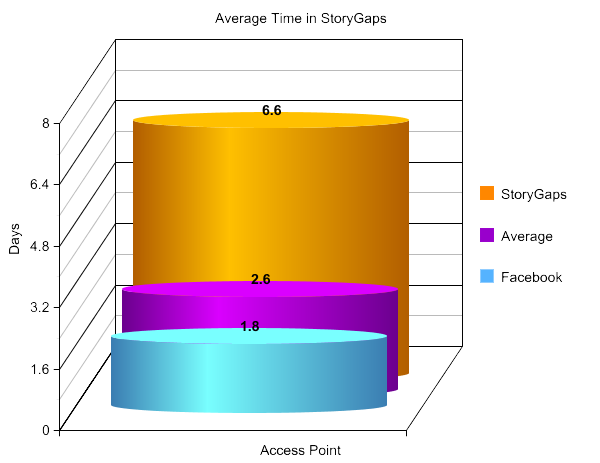 Average Time in StoryGaps
6.6
8
6.4
StoryGaps
Average
Days
4.8
Facebook
2.6
3.2
1.8
1.6
0
Access Point